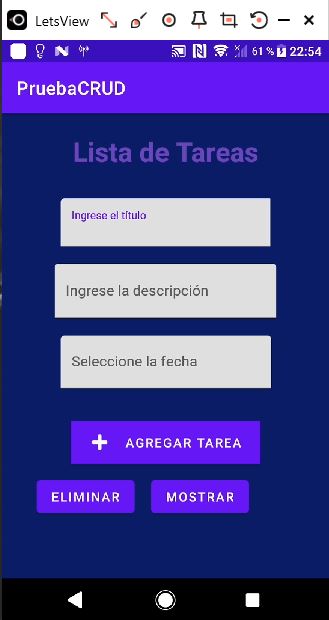 LetsView
61 % 22:54
PruebaCRUD
Lista de Tareas
Ingrese el título
Ingrese la descripción
Seleccione la fecha
AGREGAR TAREA
ELIMINAR MOSTRAR